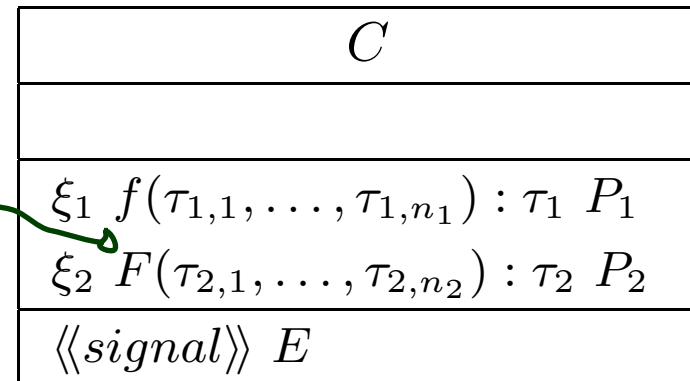 C
ξ₁ f(τ₁,₁, . . . , τ₁,ₙ₁) : τ₁ P₁
ξ₂ F(τ₂,₁, . . . , τ₂,ₙ₂) : τ₂ P₂
⟪signal⟫ E